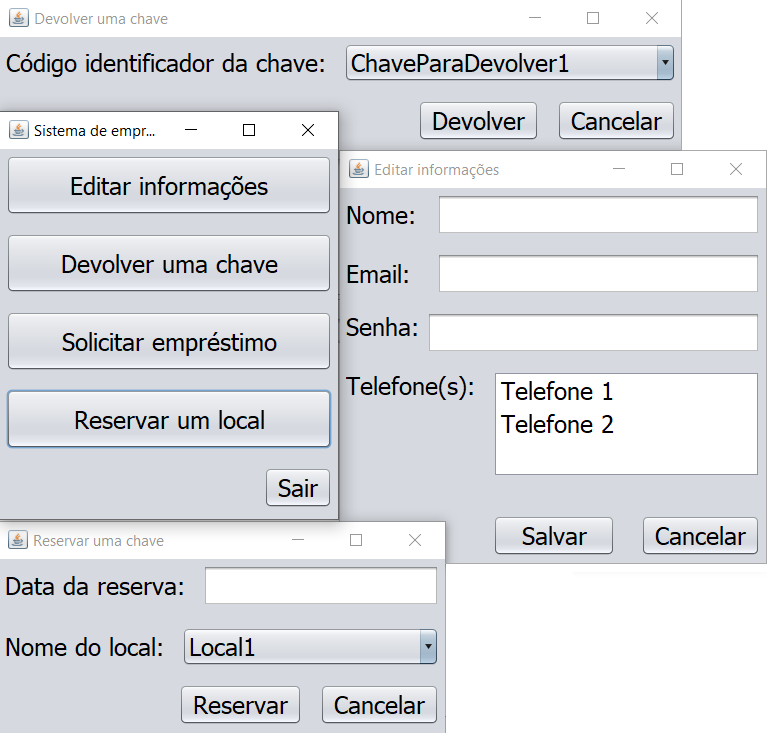 Devolver uma chave
Código identificador da chave: ChaveParaDevolver1
Devolver Cancelar
Sistema de empr...
Editar informações
Devolver uma chave
Solicitar empréstimo
Reservar um local
Sair
Editar informações
Nome:
Email:
Senha:
Telefone(s): Telefone 1
Telefone 2
Salvar Cancelar
Reservar uma chave
Data da reserva:
Nome do local: Local1
Reservar Cancelar